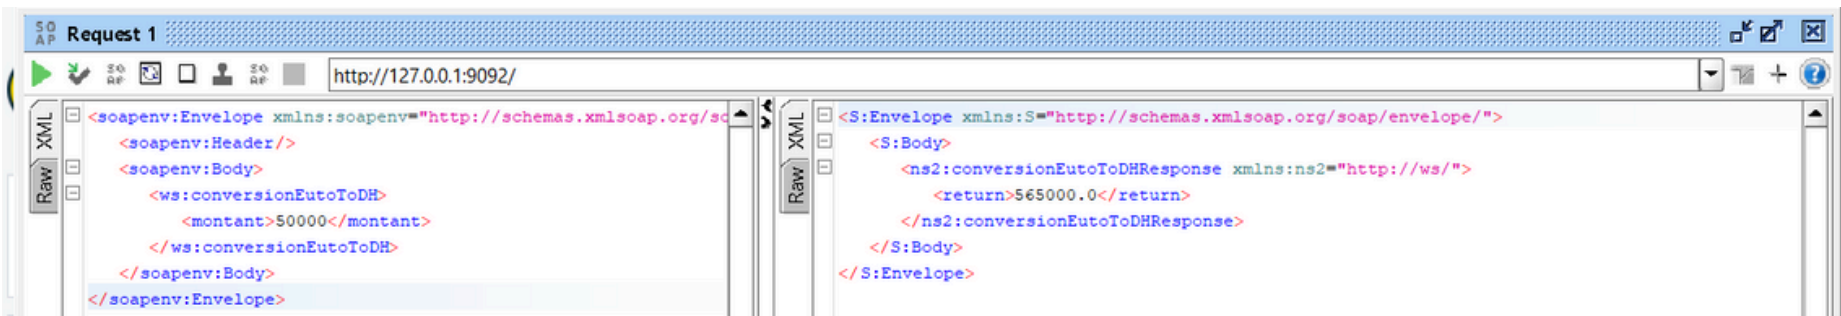 SO
AP
Request 1
http://127.0.0.1:9092/
XML
Raw
<soapenv:Envelope xmlns:soapenv="http://schemas.xmlsoap.org/so
<soapenv:Header/>
<soapenv:Body>
<ws:conversionEutoToDH>
<montant>50000</montant>
</ws:conversionEutoToDH>
</soapenv:Body>
</soapenv:Envelope>
XML
Raw
<S:Envelope xmlns:S="http://schemas.xmlsoap.org/soap/envelope/">
<S:Body>
<ns2:conversionEutoToDHResponse xmlns:ns2="http://ws/">
<return>565000.0</return>
</ns2:conversionEutoToDHResponse>
</S:Body>
</S:Envelope>